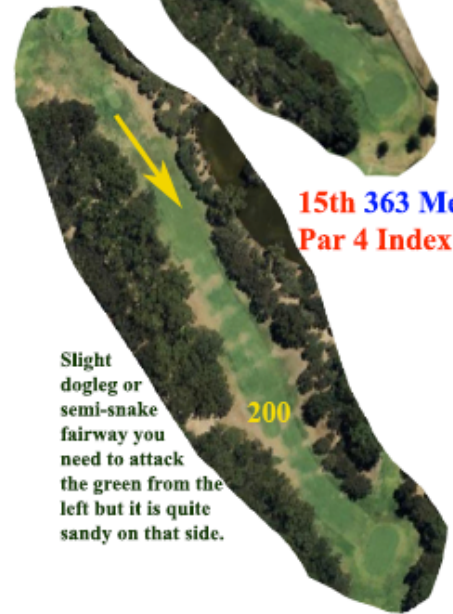 15th 363 Me
Par 4 Index
Slight
dogleg or
semi-snake
fairway you
need to attack
the green from the
left but it is quite
sandy on that side.
200